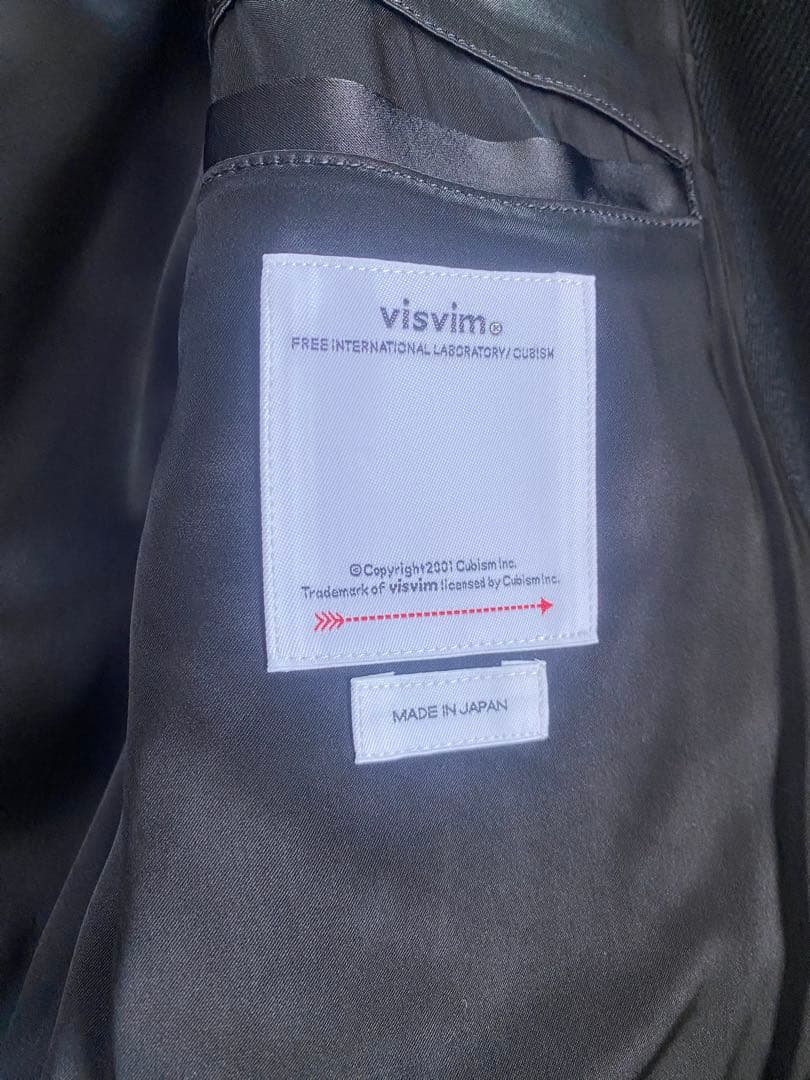 visvim®
FREE INTERNATIONAL LABORATORY/CUBISM
©Copyright2001 Cubism Inc.
Trademark of visvim licensed by Cubism Inc.
MADE IN JAPAN